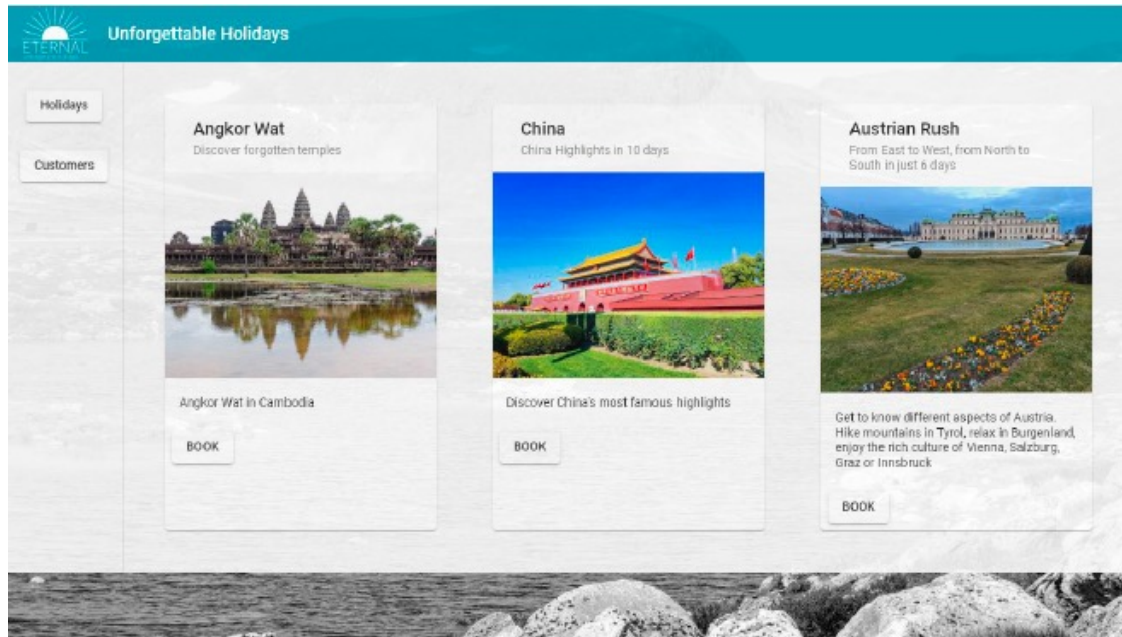 ETERNAL
Unforgettable Holidays
Holidays
Customers
Angkor Wat
Discover forgotten temples
Angkor Wat in Cambodia
BOOK
China
China Highlights in 10 days
Discover China's most famous highlights
BOOK
Austrian Rush
From East to West, from North to
South in just 6 days
Get to know different aspects of Austria.
Hike mountains in Tyrol, relax in Burgenland,
enjoy the rich culture of Vienna, Salzburg,
Graz or Innsbruck
BOOK